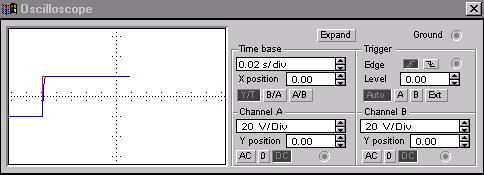 Oscilloscope
Expand
Ground
Time base
0.02 s/div
X position 0.00
Y/T B/A A/B
Trigger
Edge
Level 0.00
Auto A B Ext
Channel A
20 V/Div
Y position 0.00
AC 0 DC
Channel B
20 V/Div
Y position 0.00
AC 0 DC